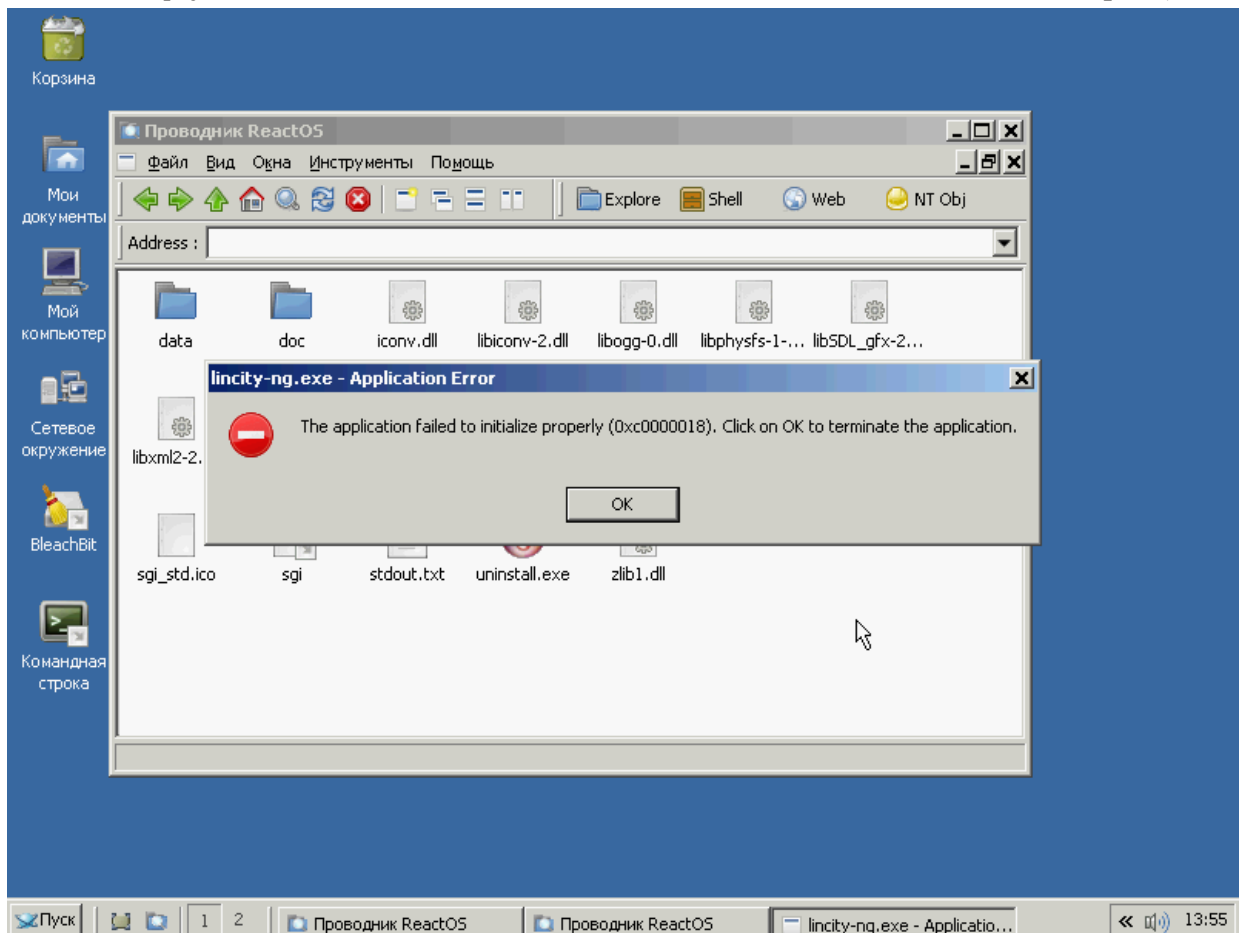 Корзина
Проводник ReactOS
Файл Вид Окна Инструменты Помощь
Мои
документы
Explore Shell Web NT Obj
Address :
Мой
компьютер
data doc iconv.dll libiconv-2.dll libogg-0.dll libphysfs-1-... libSDL_gfx-2...
lincity-ng.exe - Application Error
The application failed to initialize properly (0xc0000018). Click on OK to terminate the application.
Сетевое
окружение
libxml2-2.
OK
BleachBit
sgi_std.ico sgi stdout.txt uninstall.exe zlib1.dll
Командная
строка
Пуск 1 2 Проводник ReactOS Проводник ReactOS lincity-ng.exe - Applicatio... 13:55